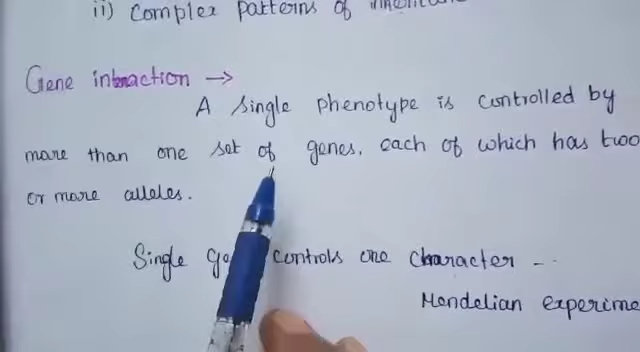 ii) Complex patterns of
Gene interaction →
A single phenotype is controlled by
more than one set of genes, each of which has two
or more alleles.
Single controls one character -.
Mendelian